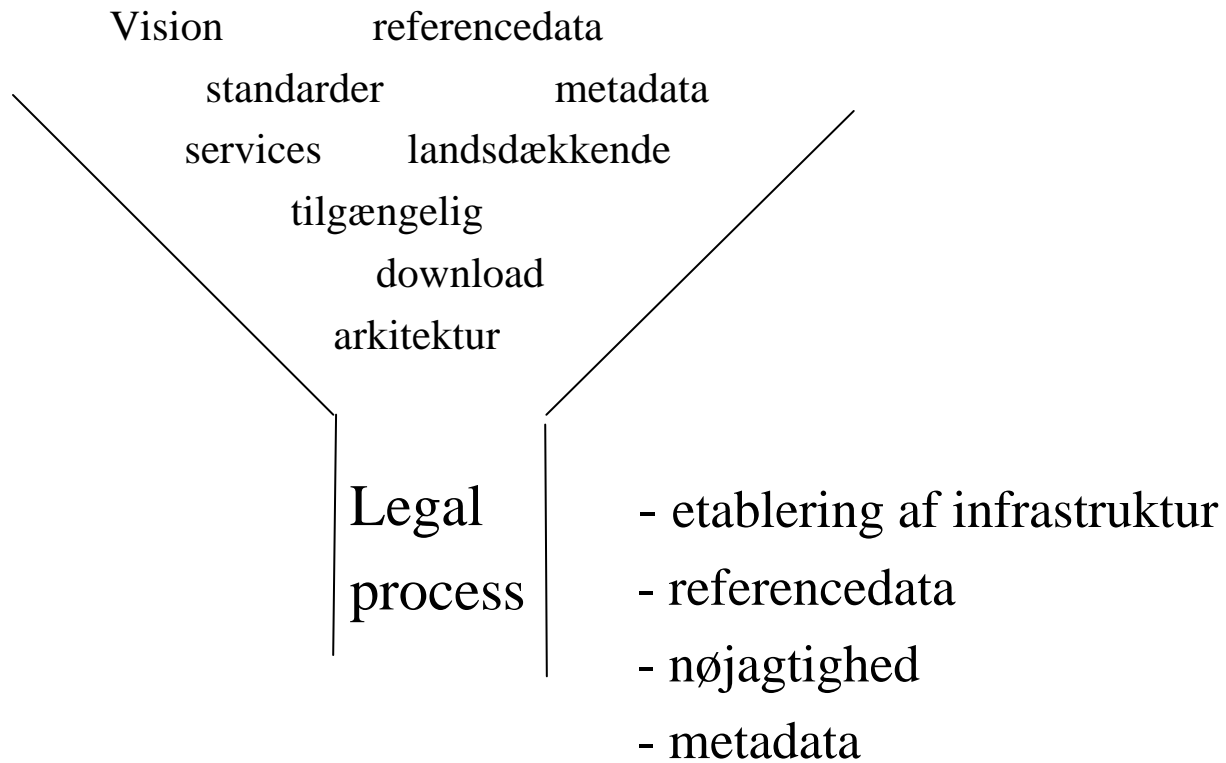 Vision referencedata
standarder metadata
services landsdækkende
tilgængelig
download
arkitektur
Legal
process
- etablering af infrastruktur
- referencedata
- nøjagtighed
- metadata